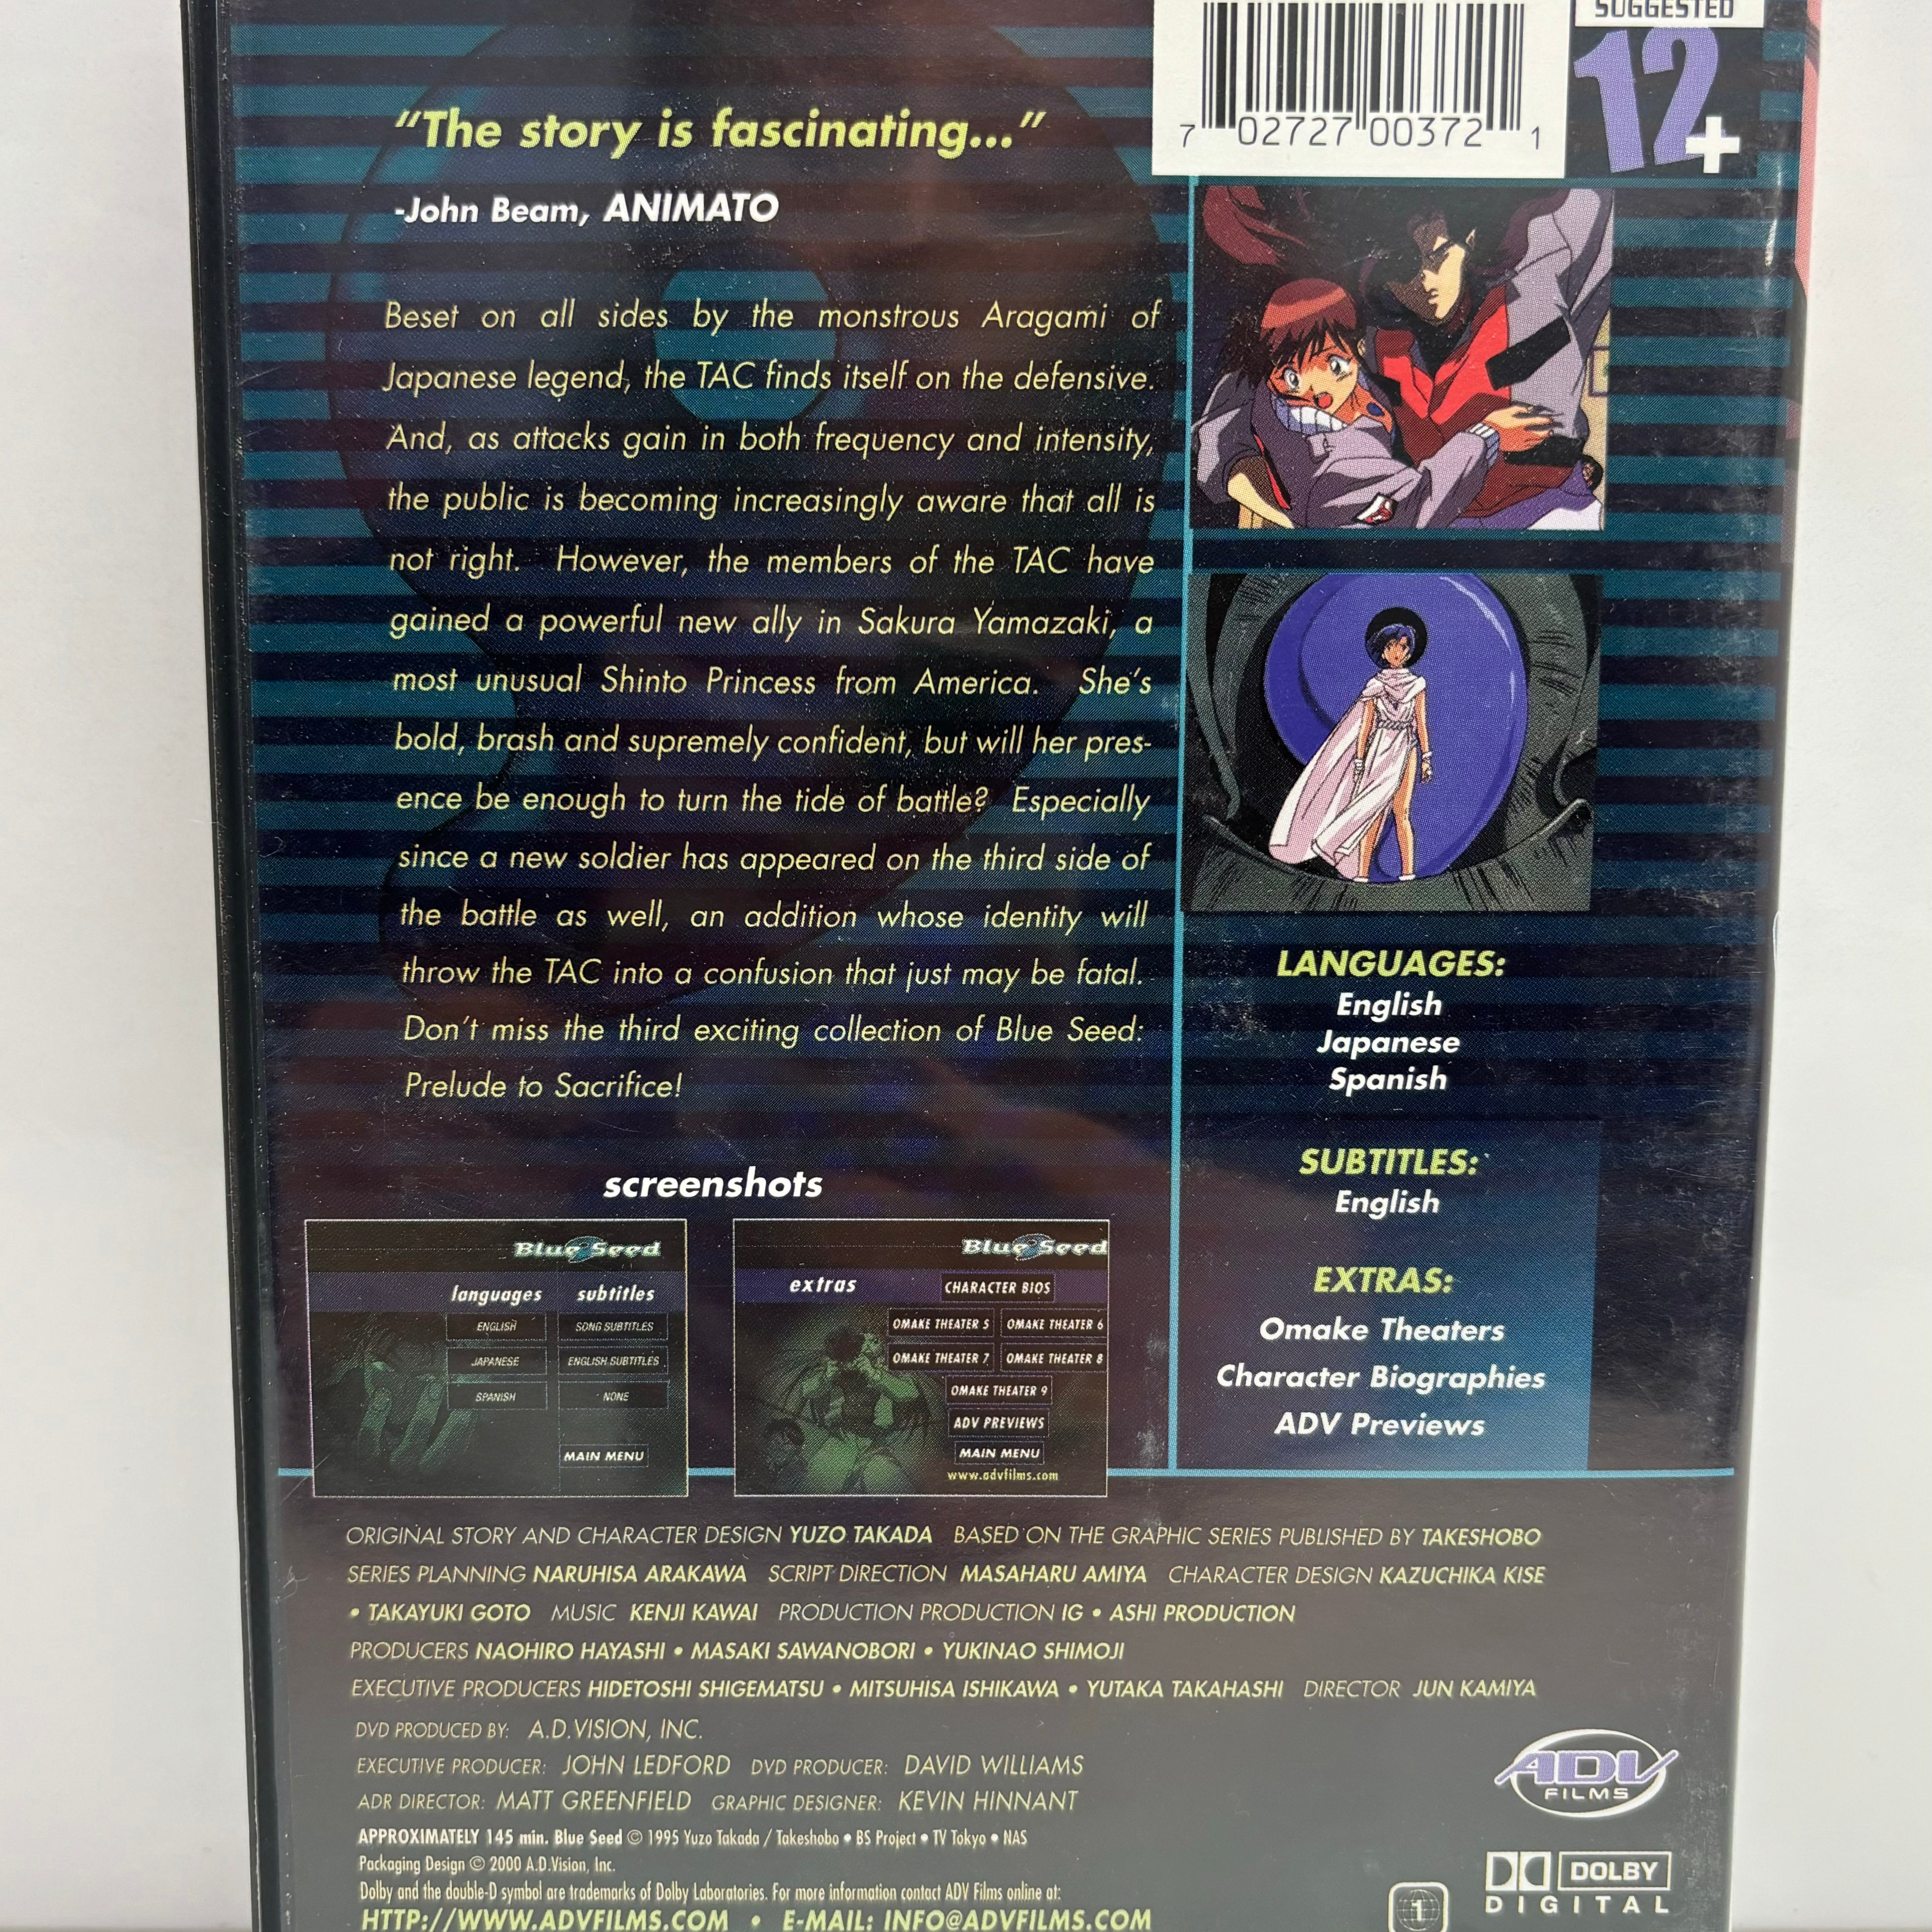 "The story is fascinating..."
-John Beam, ANIMATO
SUGGESTED
12+
7 02727 00372 1
Beset on all sides by the monstrous Aragami of
Japanese legend, the TAC finds itself on the defensive.
And, as attacks gain in both frequency and intensity,
the public is becoming increasingly aware that all is
not right. However, the members of the TAC have
gained a powerful new ally in Sakura Yamazaki, a
most unusual Shinto Princess from America. She's
bold, brash and supremely confident, but will her pres-
ence be enough to turn the tide of battle? Especially
since a new soldier has appeared on the third side of
the battle as well, an addition whose identity will
throw the TAC into a confusion that just may be fatal.
Don't miss the third exciting collection of Blue Seed:
Prelude to Sacrifice!
LANGUAGES:
English
Japanese
Spanish
SUBTITLES:
English
EXTRAS:
Omake Theaters
Character Biographies
ADV Previews
screenshots
Blue Seed
languages subtitles
ENGLISH SONG SUBTITLES
JAPANESE ENGLISH SUBTITLES
SPANISH NONE
MAIN MENU
Blue Seed
extras CHARACTER BIOS
OMAKE THEATER 5 OMAKE THEATER 6
OMAKE THEATER 7 OMAKE THEATER 8
OMAKE THEATER 9
ADV PREVIEWS
MAIN MENU
www.advfilms.com
ORIGINAL STORY AND CHARACTER DESIGN YUZO TAKADA BASED ON THE GRAPHIC SERIES PUBLISHED BY TAKESHOBO
SERIES PLANNING NARUHISA ARAKAWA SCRIPT DIRECTION MASAHARU AMIYA CHARACTER DESIGN KAZUCHIKA KISE
• TAKAYUKI GOTO MUSIC KENJI KAWAI PRODUCTION PRODUCTION IG • ASHI PRODUCTION
PRODUCERS NAOHIRO HAYASHI • MASAKI SAWANOBORI • YUKINAO SHIMOJI
EXECUTIVE PRODUCERS HIDETOSHI SHIGEMATSU • MITSUHISA ISHIKAWA • YUTAKA TAKAHASHI DIRECTOR JUN KAMIYA
DVD PRODUCED BY: A.D.VISION, INC.
EXECUTIVE PRODUCER: JOHN LEDFORD DVD PRODUCER: DAVID WILLIAMS
ADR DIRECTOR: MATT GREENFIELD GRAPHIC DESIGNER: KEVIN HINNANT
APPROXIMATELY 145 min. Blue Seed © 1995 Yuzo Takada / Takeshobo • BS Project • TV Tokyo • NAS
Packaging Design © 2000 A.D.Vision, Inc.
Dolby and the double-D symbol are trademarks of Dolby Laboratories. For more information contact ADV Films online at:
HTTP://WWW.ADVFILMS.COM • E-MAIL: INFO@ADVFILMS.COM
ADV
FILMS
1
DOLBY
DIGITAL